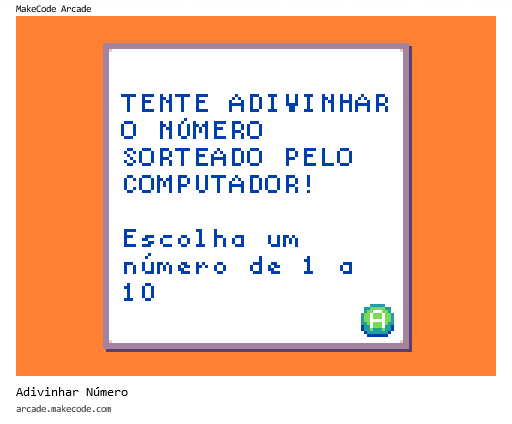 MakeCode Arcade
TENTE ADIVINHAR
O NÚMERO
SORTEADO PELO
COMPUTADOR!
Escolha um
número de 1 a
10
A
Adivinhar Número
arcade.makecode.com